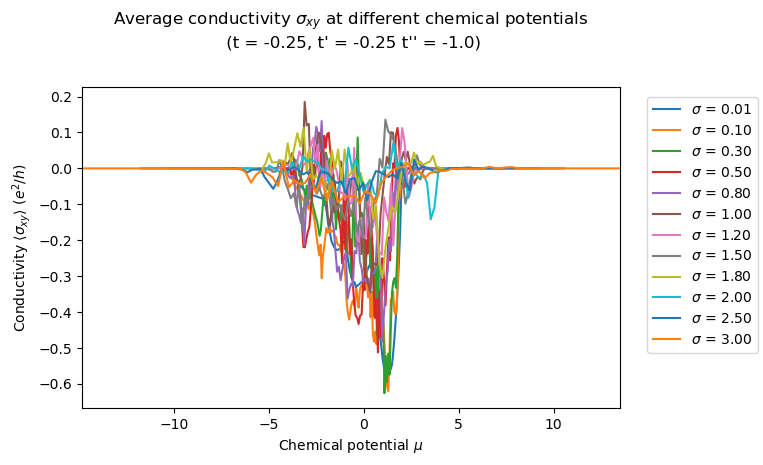 Average conductivity σxy at different chemical potentials
(t = -0.25, t' = -0.25 t'' = -1.0)
Conductivity ⟨σxy⟩ (e²/h)
0.2
0.1
0.0
−0.1
−0.2
−0.3
−0.4
−0.5
−0.6
−10
−5
0
5
10
Chemical potential μ
σ = 0.01
σ = 0.10
σ = 0.30
σ = 0.50
σ = 0.80
σ = 1.00
σ = 1.20
σ = 1.50
σ = 1.80
σ = 2.00
σ = 2.50
σ = 3.00